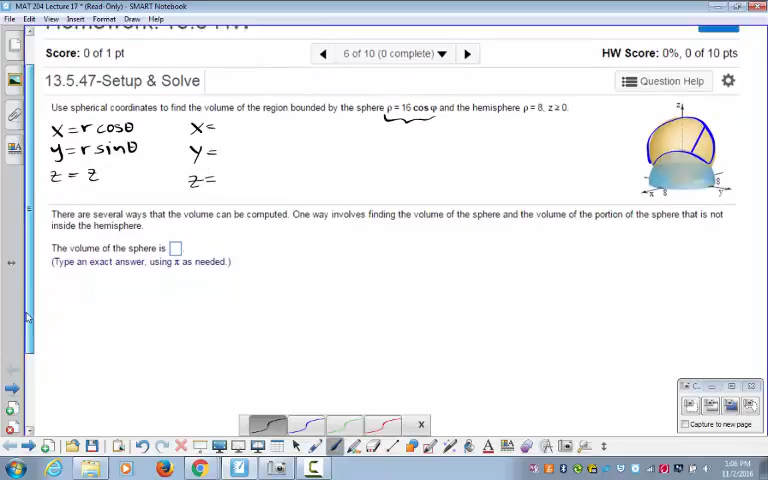 MAT 204 Lecture 17 * (Read-Only) - SMART Notebook
File Edit View Insert Format Draw Help
Score: 0 of 1 pt
6 of 10 (0 complete)
HW Score: 0%, 0 of 10 pts
13.5.47-Setup & Solve
Question Help
Use spherical coordinates to find the volume of the region bounded by the sphere ρ = 16 cos φ and the hemisphere ρ = 8, z ≥ 0.
x = r cosθ x =
y = r sinθ y =
z = z z =
z
x 8 8 y
There are several ways that the volume can be computed. One way involves finding the volume of the sphere and the volume of the portion of the sphere that is not
inside the hemisphere.
The volume of the sphere is
(Type an exact answer, using π as needed.)
C..
Capture to new page
1:06 PM
11/2/2016